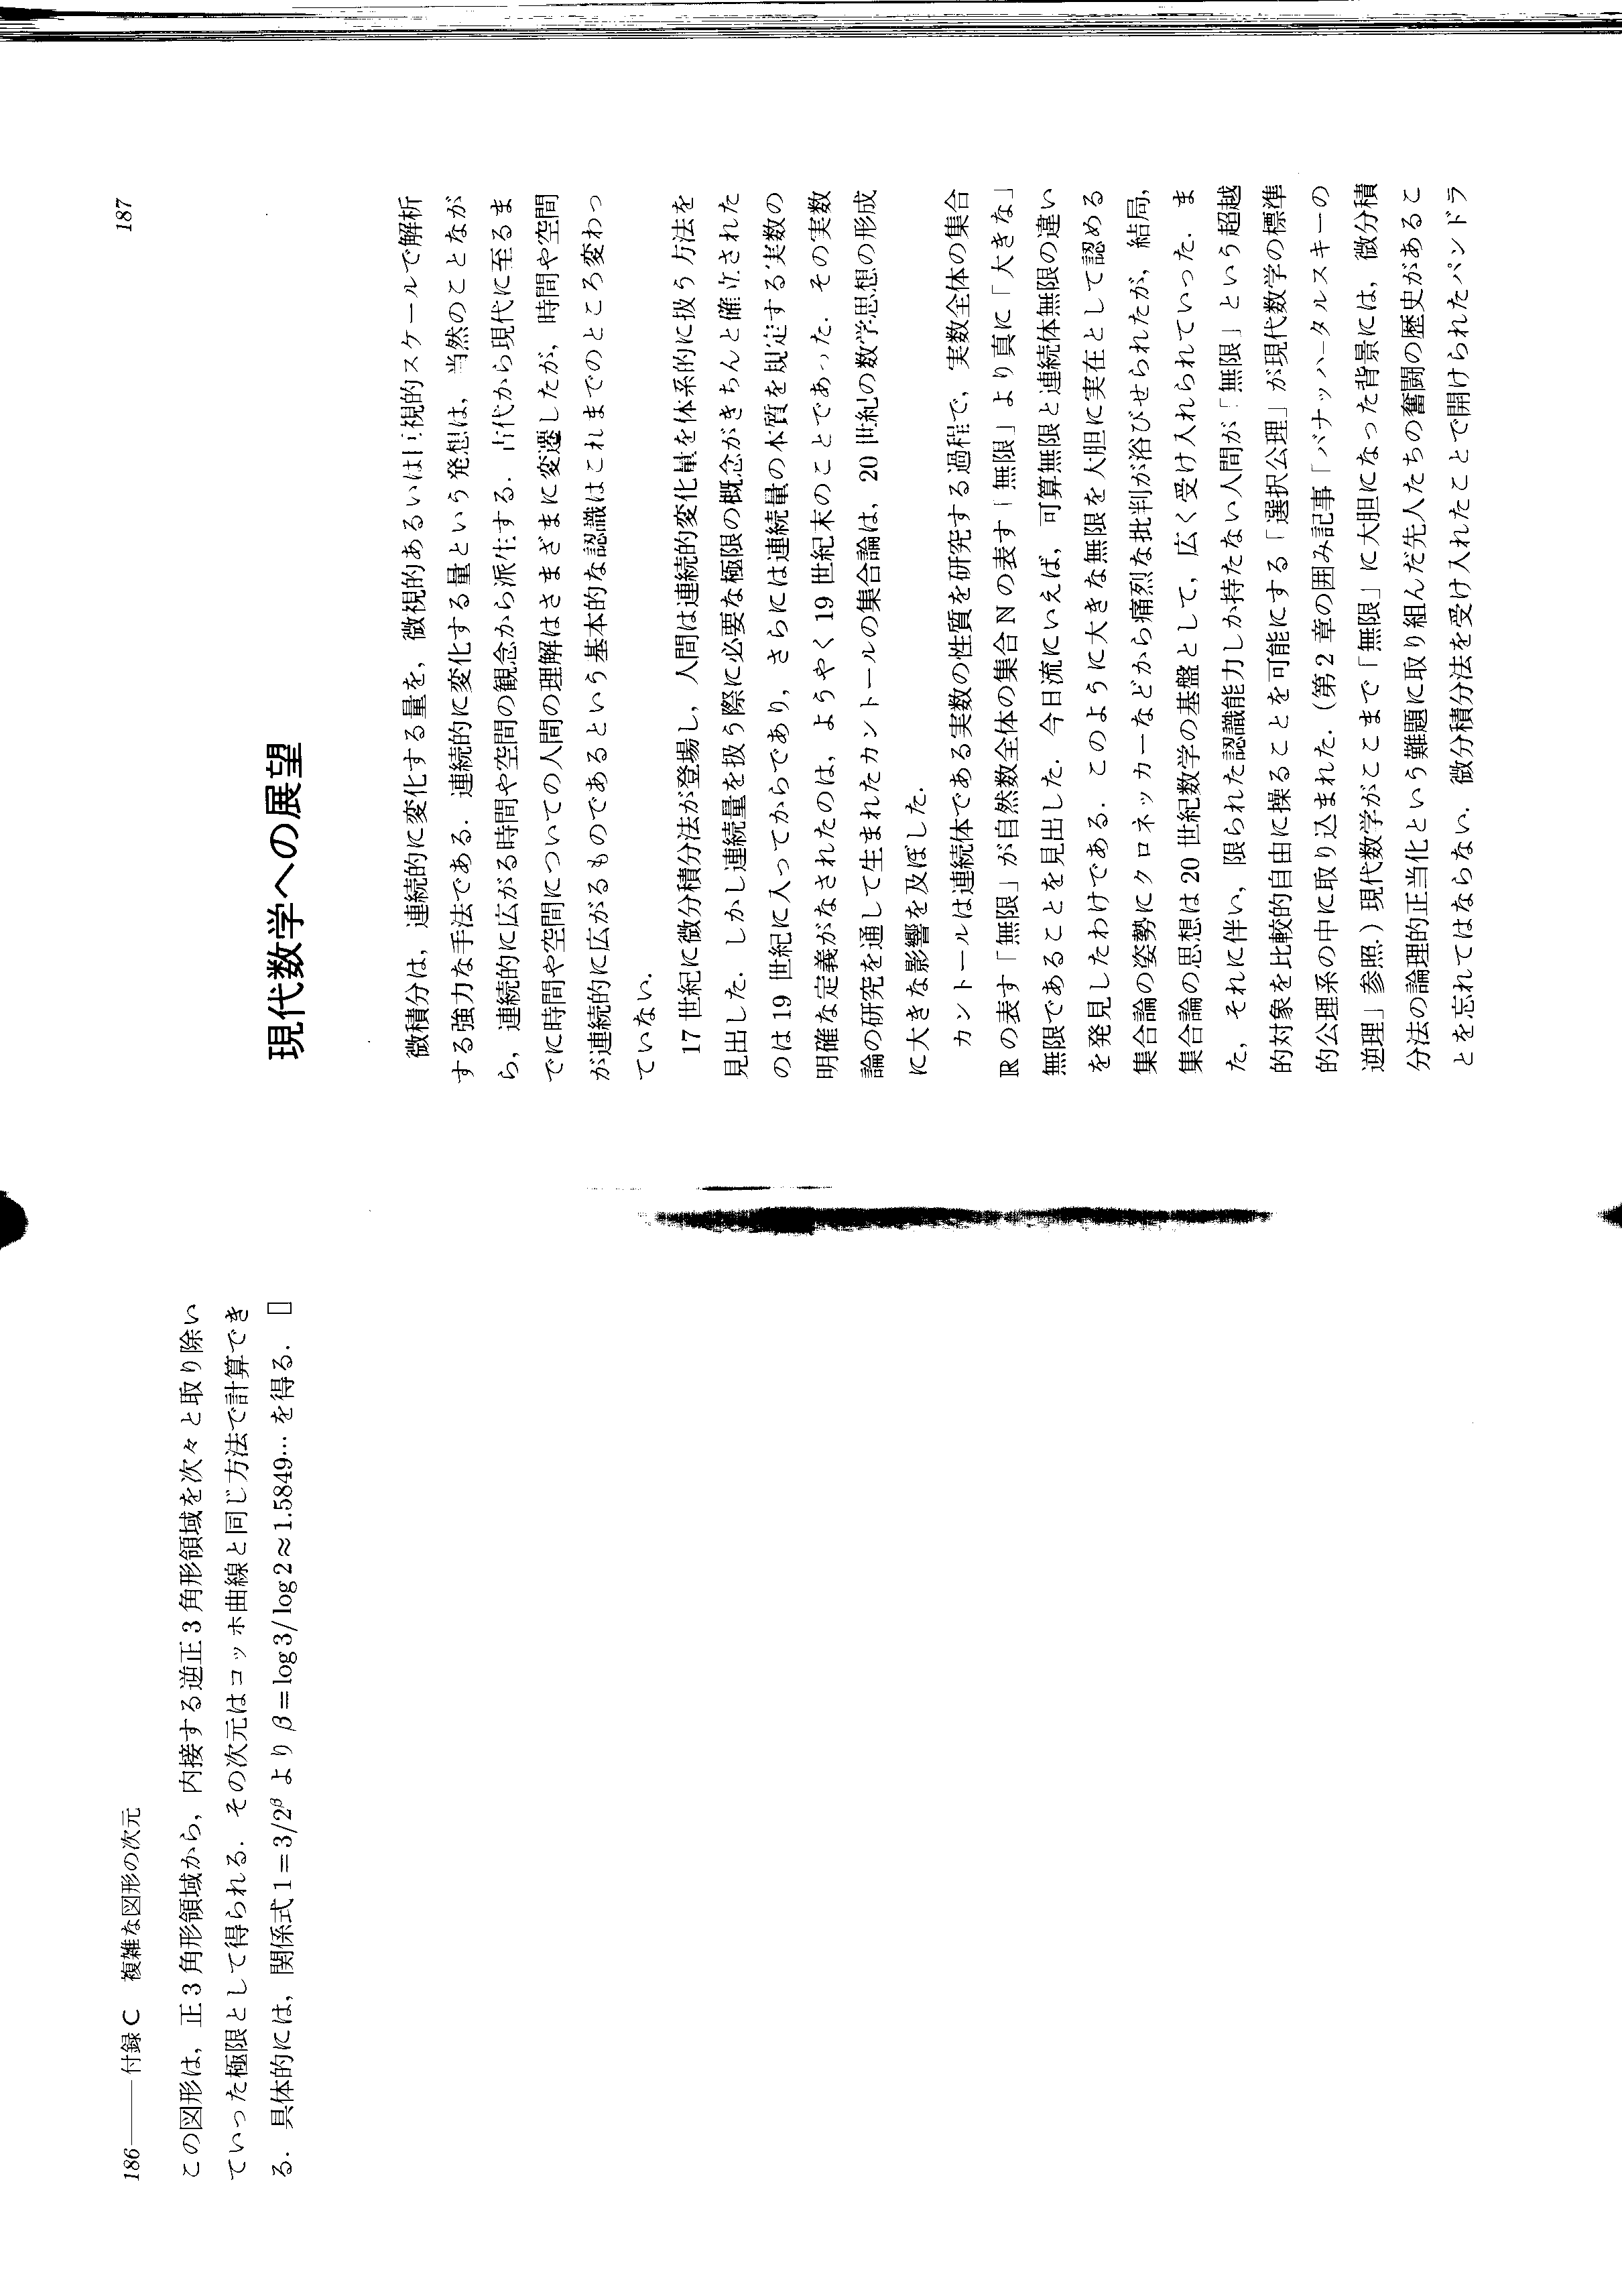 186――付録 C　複雑な図形の次元
この図形は，正 3 角形領域から，内接する逆正 3 角形領域を次々と取り除い
ていった極限として得られる．その次元はコッホ曲線と同じ方法で計算でき
る．具体的には，関係式 1＝3/2^β より β＝log 3/ log 2≈1.5849… を得る．　□
187
現代数学への展望
微積分は，連続的に変化する量を，微視的あるいは巨視的スケールで解析
する強力な手法である．連続的に変化する量という発想は，当然のことなが
ら，連続的に広がる時間や空間の観念から派生する．古代から現代に至るま
でに時間や空間についての人間の理解はさまざまに変遷したが，時間や空間
が連続的に広がるものであるという基本的な認識はこれまでのところ変わっ
ていない．
17 世紀に微分積分法が登場し，人間は連続的変化量を体系的に扱う方法を
見出した．しかし連続量を扱う際に必要な極限の概念がきちんと確立された
のは 19 世紀に入ってからであり，さらには連続量の本質を規定する実数の
明確な定義がなされたのは，ようやく 19 世紀末のことであった．その実数
論の研究を通して生まれたカントールの集合論は，20 世紀の数学思想の形成
に大きな影響を及ぼした．
カントールは連続体である実数の性質を研究する過程で，実数全体の集合
ℝ の表す「無限」が自然数全体の集合 N の表す「無限」より真に「大きな」
無限であることを見出した．今日流にいえば，可算無限と連続体無限の違い
を発見したわけである．このように大きな無限を大胆に実在として認める
集合論の姿勢にクロネッカーなどから痛烈な批判が浴びせられたが，結局，
集合論の思想は 20 世紀数学の基盤として，広く受け入れられていった．ま
た，それに伴い，限られた認識能力しか持たない人間が「無限」という超越
的対象を比較的自由に操ることを可能にする「選択公理」が現代数学の標準
的公理系の中に取り込まれた．（第 2 章の囲み記事「バナッハ-タルスキーの
逆理」参照．）現代数学がここまで「無限」に大胆になった背景には，微分積
分法の論理的正当化という難題に取り組んだ先人たちの奮闘の歴史があるこ
とを忘れてはならない．微分積分法を受け入れたことで開けられたパンドラ